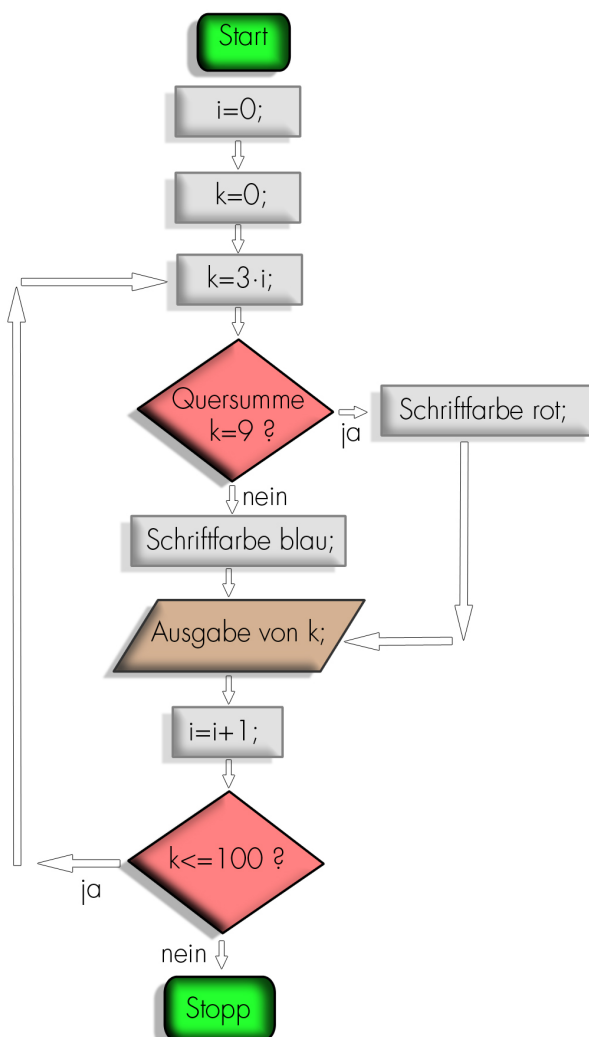 Start
i=0;
k=0;
k=3·i;
Quersumme
k=9 ?
ja
Schriftfarbe rot;
nein
Schriftfarbe blau;
Ausgabe von k;
i=i+1;
k<=100 ?
ja
nein
Stopp